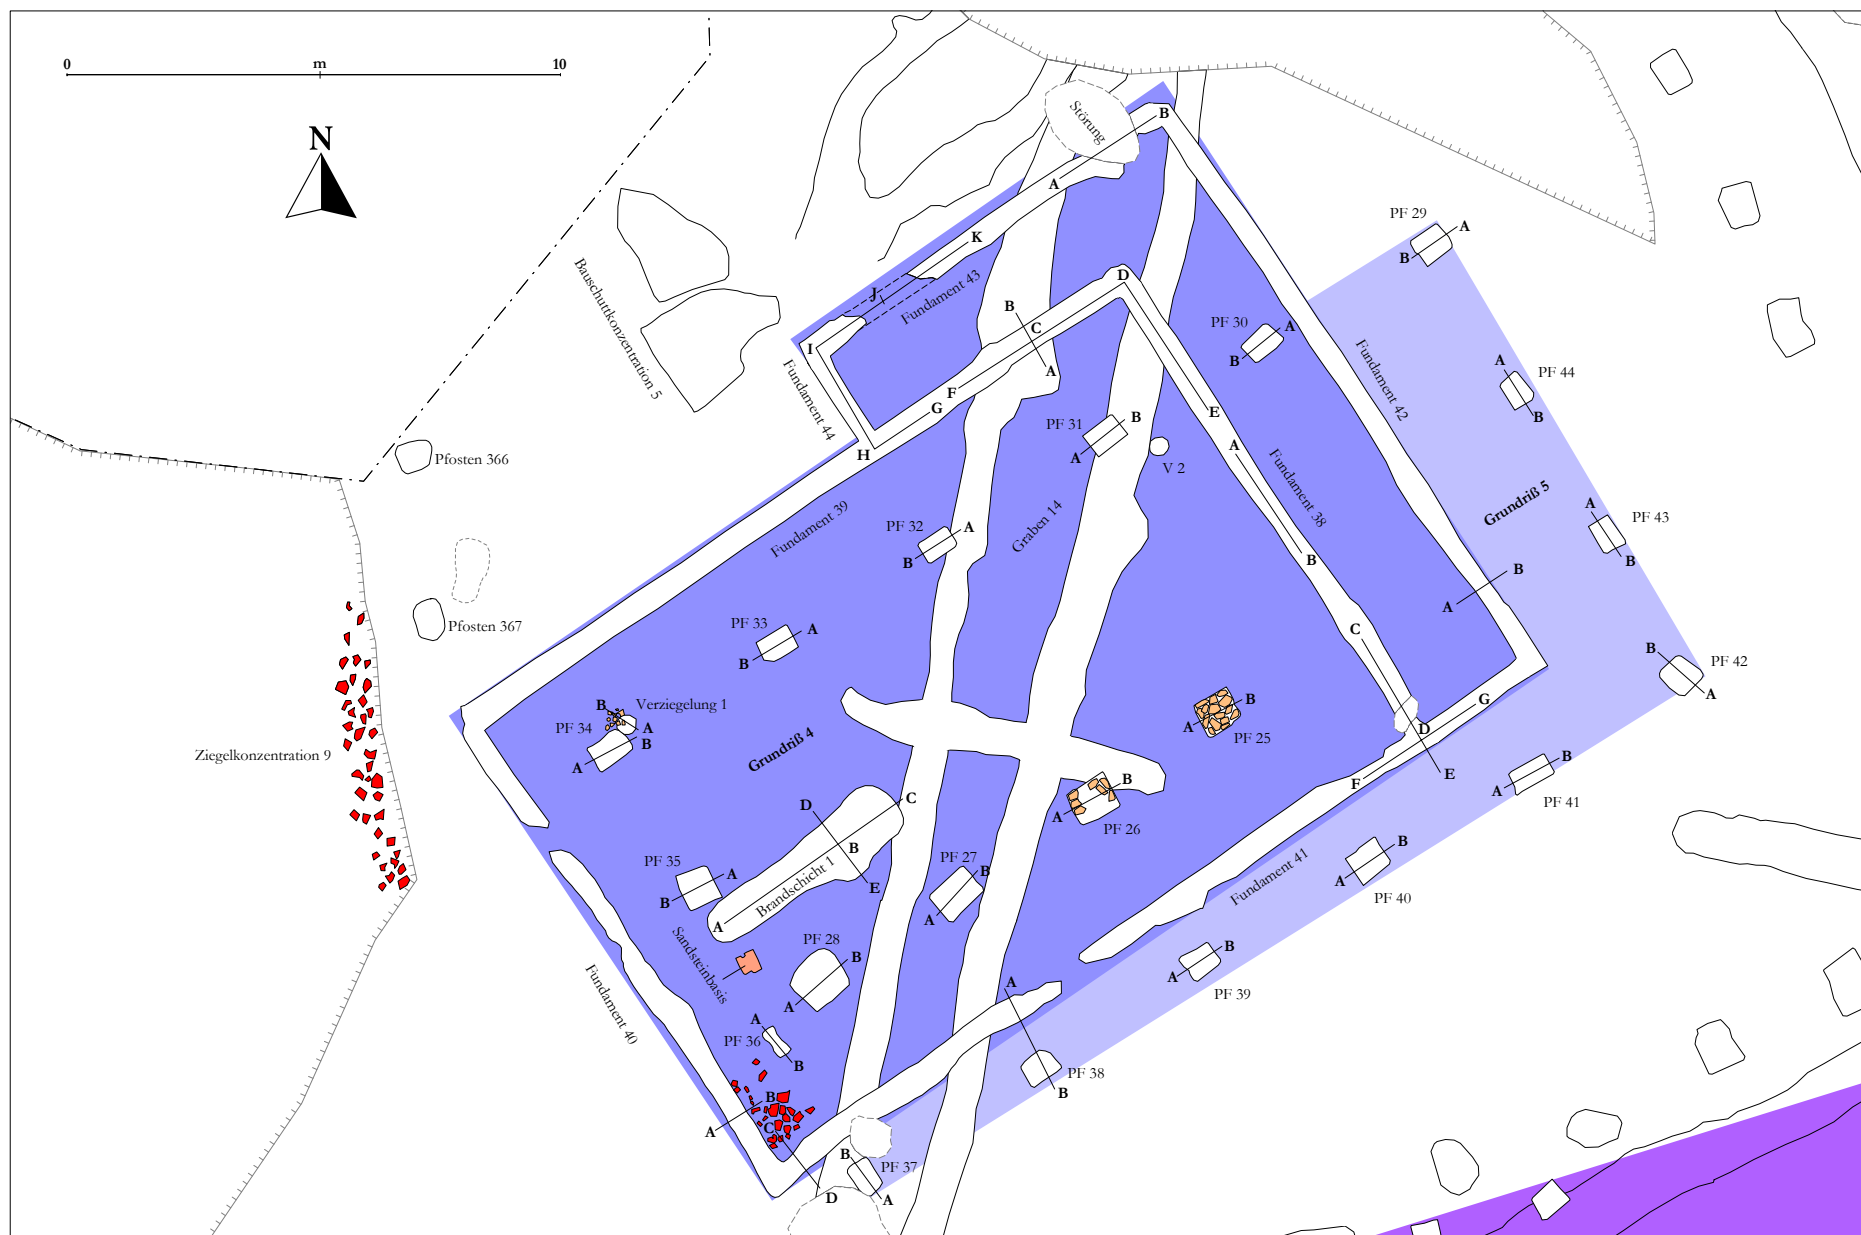 0 m 10
N
Störung
B
A
K
J
I
Fundament 43
Fundament 44
Bauschuttkonzentration 5
D
B
C
A
F
G
H
E
PF 29
A
B
PF 30
A
B
Fundament 42
PF 44
A
B
PF 31
A
B
V 2
A
Fundament 38
B
Grundriß 5
PF 43
A
B
Pfosten 366
Fundament 39
PF 32
A
B
Graben 14
A
B
Pfosten 367
PF 33
A
B
C
PF 42
B
A
Verziegelung 1
B
A
PF 34
B
A
Grundriß 4
Ziegelkonzentration 9
PF 25
A
B
G
D
F
E
PF 41
A
B
PF 26
A
B
D
C
B
E
A
Brandschicht 1
PF 35
A
B
PF 27
B
A
Fundament 41
PF 40
A
B
Sandsteinbasis
PF 28
B
A
PF 39
A
B
Fundament 40
PF 36
A
B
A
PF 38
B
B
A
C
D
PF 37
B
A